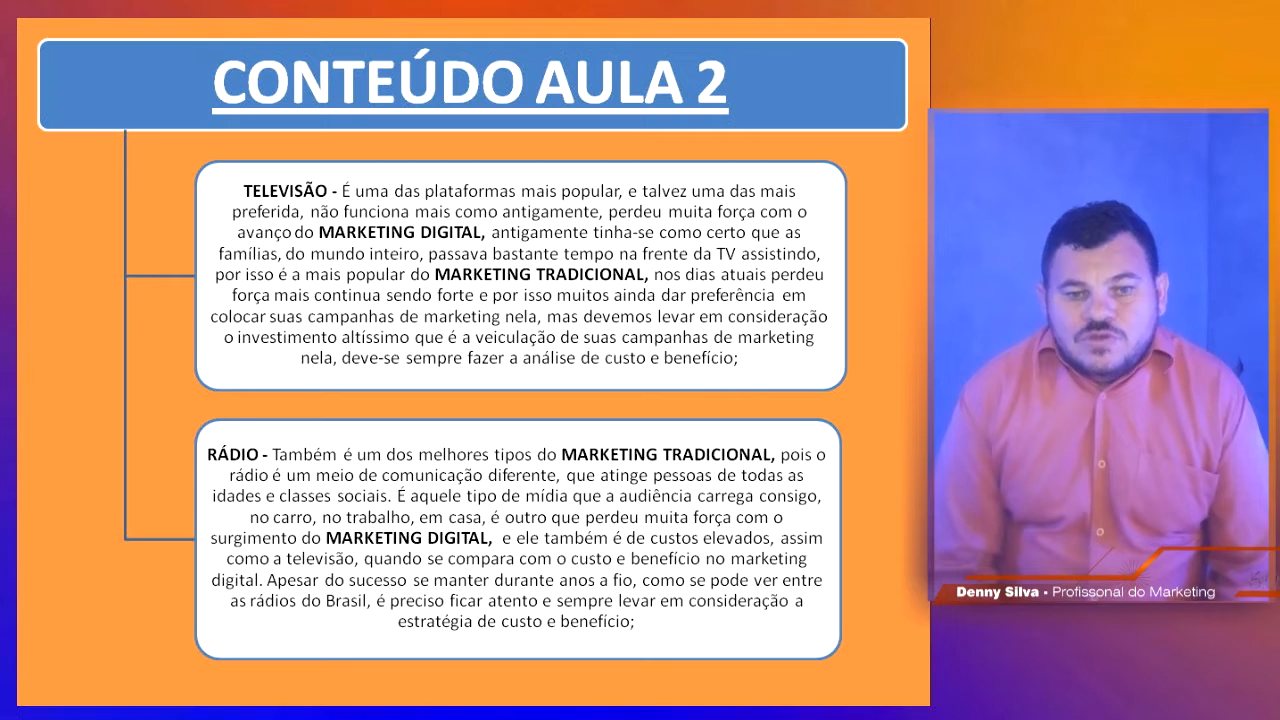 CONTEÚDO AULA 2
TELEVISÃO - É uma das plataformas mais popular, e talvez uma das mais
preferida, não funciona mais como antigamente, perdeu muita força com o
avanço do MARKETING DIGITAL, antigamente tinha-se como certo que as
famílias, do mundo inteiro, passava bastante tempo na frente da TV assistindo,
por isso é a mais popular do MARKETING TRADICIONAL, nos dias atuais perdeu
força mais continua sendo forte e por isso muitos ainda dar preferência em
colocar suas campanhas de marketing nela, mas devemos levar em consideração
o investimento altíssimo que é a veiculação de suas campanhas de marketing
nela, deve-se sempre fazer a análise de custo e benefício;
RÁDIO - Também é um dos melhores tipos do MARKETING TRADICIONAL, pois o
rádio é um meio de comunicação diferente, que atinge pessoas de todas as
idades e classes sociais. É aquele tipo de mídia que a audiência carrega consigo,
no carro, no trabalho, em casa, é outro que perdeu muita força com o
surgimento do MARKETING DIGITAL, e ele também é de custos elevados, assim
como a televisão, quando se compara com o custo e benefício no marketing
digital. Apesar do sucesso se manter durante anos a fio, como se pode ver entre
as rádios do Brasil, é preciso ficar atento e sempre levar em consideração a
estratégia de custo e benefício;
Denny Silva • Profissonal do Marketing